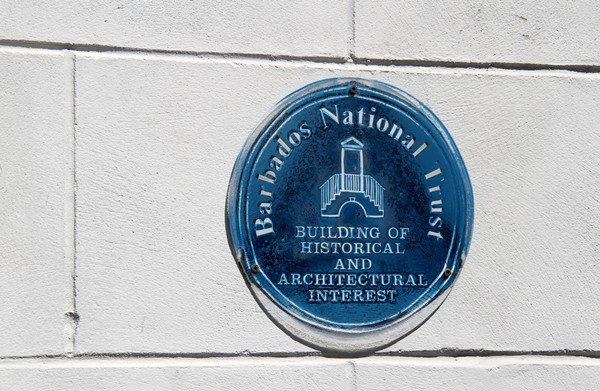 Barbados National Trust
BUILDING OF
HISTORICAL
AND
ARCHITECTURAL
INTEREST